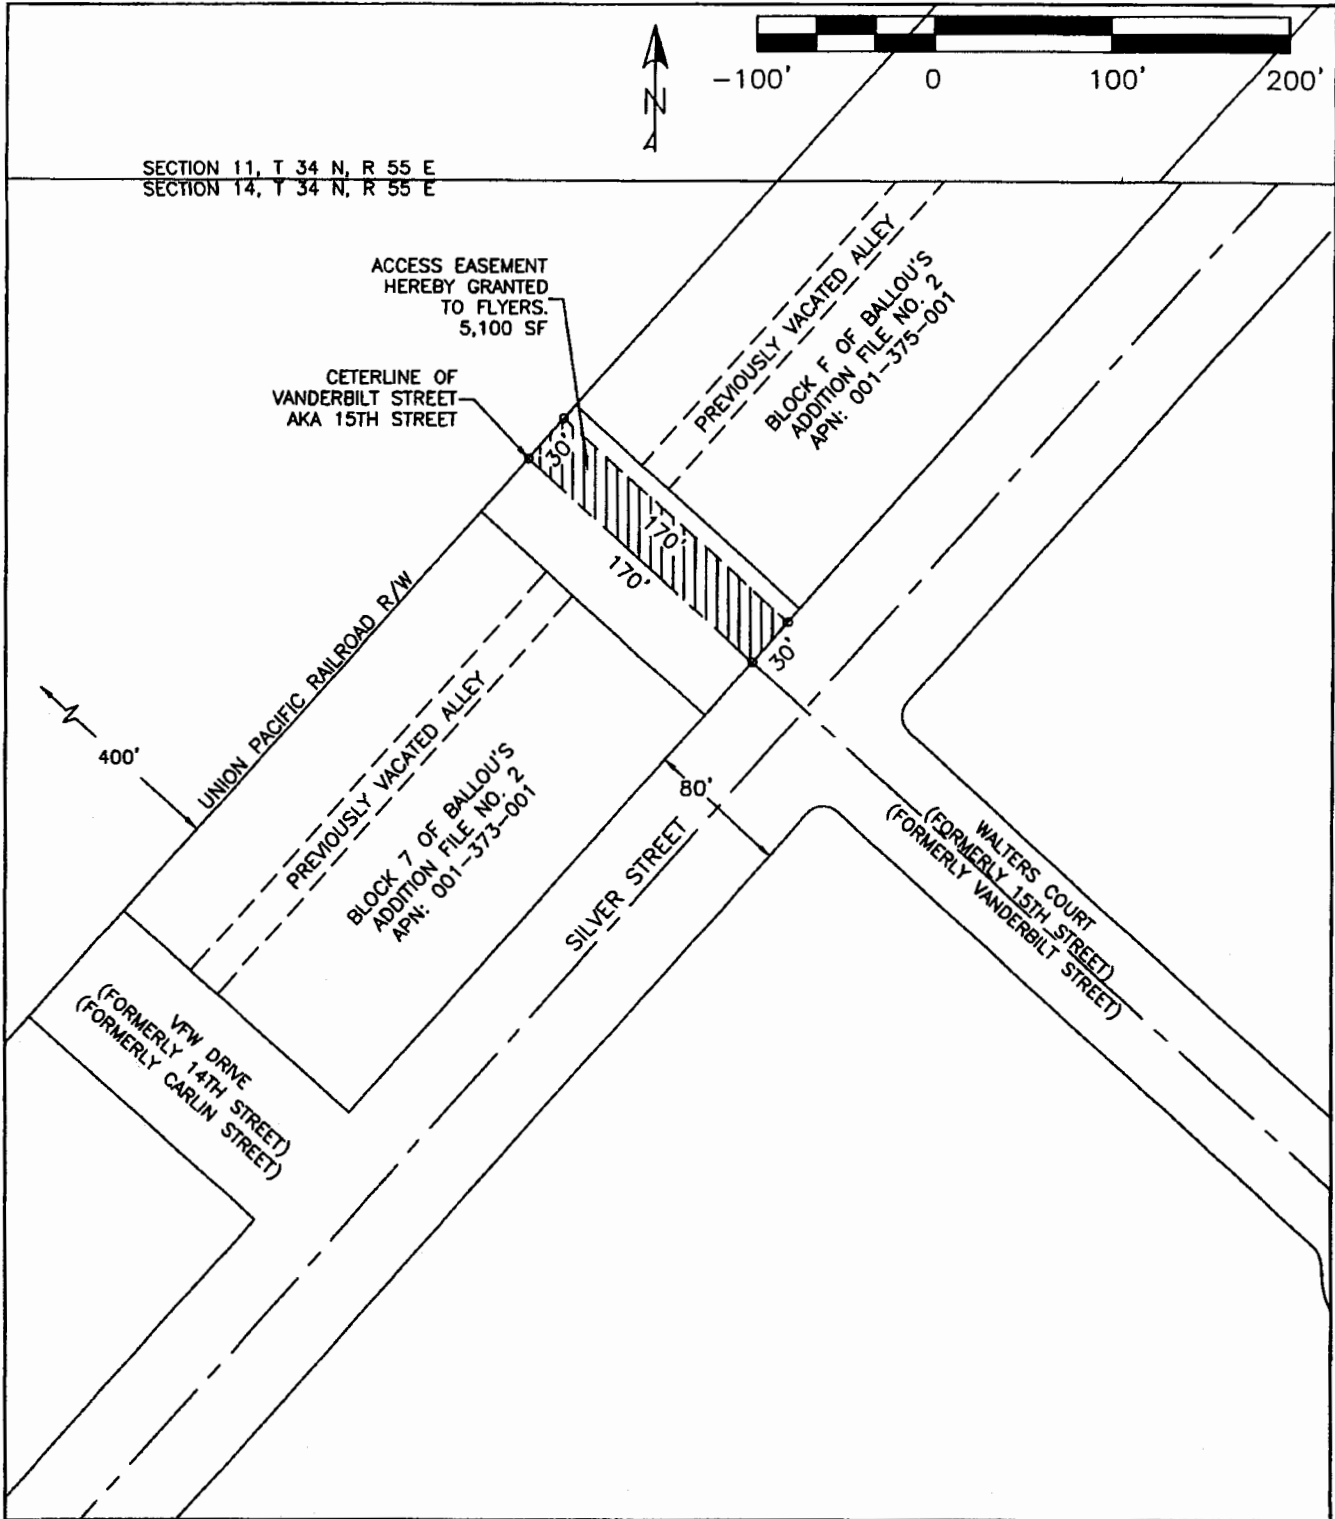 -100'
0
100'
200'
N
SECTION 11, T 34 N, R 55 E
SECTION 14, T 34 N, R 55 E
ACCESS EASEMENT
HEREBY GRANTED
TO FLYERS.
5,100 SF
CETERLINE OF
VANDERBILT STREET
AKA 15TH STREET
PREVIOUSLY VACATED ALLEY
BLOCK F OF BALLOU'S
ADDITION FILE NO. 2
APN: 001-375-001
30'
170'
170'
30'
UNION PACIFIC RAILROAD R/W
400'
PREVIOUSLY VACATED ALLEY
BLOCK 7 OF BALLOU'S
ADDITION FILE NO. 2
APN: 001-373-001
80'
SILVER STREET
WALTERS COURT
(FORMERLY 15TH STREET)
(FORMERLY VANDERBILT STREET)
VFW DRIVE
(FORMERLY 14TH STREET)
(FORMERLY CARLIN STREET)